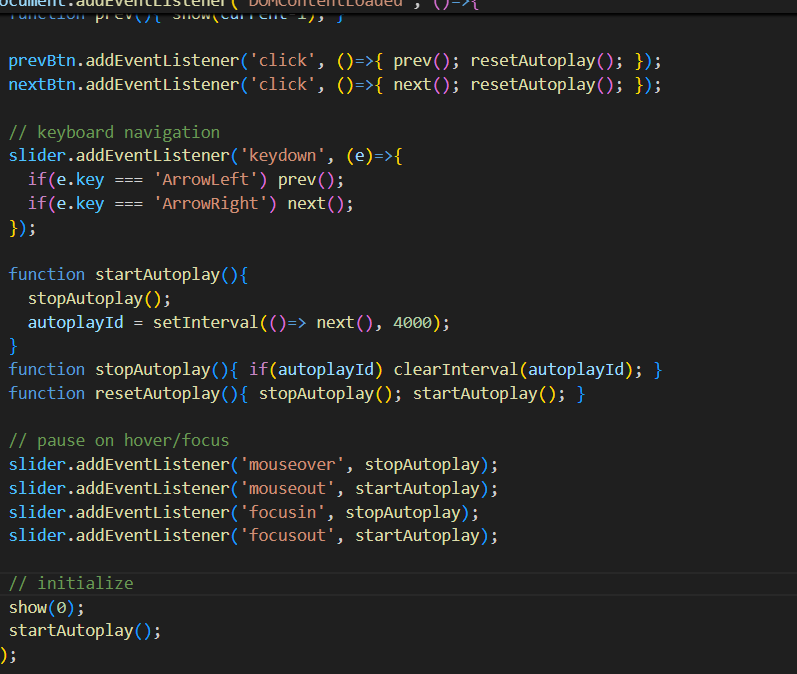 ocument.addEventListener('DOMContentLoaded', ()=>{
function prev(){ show(current-1); }
prevBtn.addEventListener('click', ()=>{ prev(); resetAutoplay(); });
nextBtn.addEventListener('click', ()=>{ next(); resetAutoplay(); });
// keyboard navigation
slider.addEventListener('keydown', (e)=>{
if(e.key === 'ArrowLeft') prev();
if(e.key === 'ArrowRight') next();
});
function startAutoplay(){
stopAutoplay();
autoplayId = setInterval(()=> next(), 4000);
}
function stopAutoplay(){ if(autoplayId) clearInterval(autoplayId); }
function resetAutoplay(){ stopAutoplay(); startAutoplay(); }
// pause on hover/focus
slider.addEventListener('mouseover', stopAutoplay);
slider.addEventListener('mouseout', startAutoplay);
slider.addEventListener('focusin', stopAutoplay);
slider.addEventListener('focusout', startAutoplay);
// initialize
show(0);
startAutoplay();
);